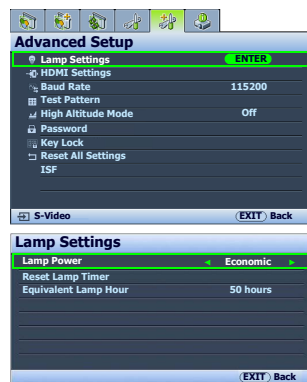 Advanced Setup
Lamp Settings ENTER
HDMI Settings
Baud Rate 115200
Test Pattern
High Altitude Mode Off
Password
Key Lock
Reset All Settings
ISF
S-Video EXIT Back
Lamp Settings
Lamp Power Economic
Reset Lamp Timer
Equivalent Lamp Hour 50 hours
EXIT Back